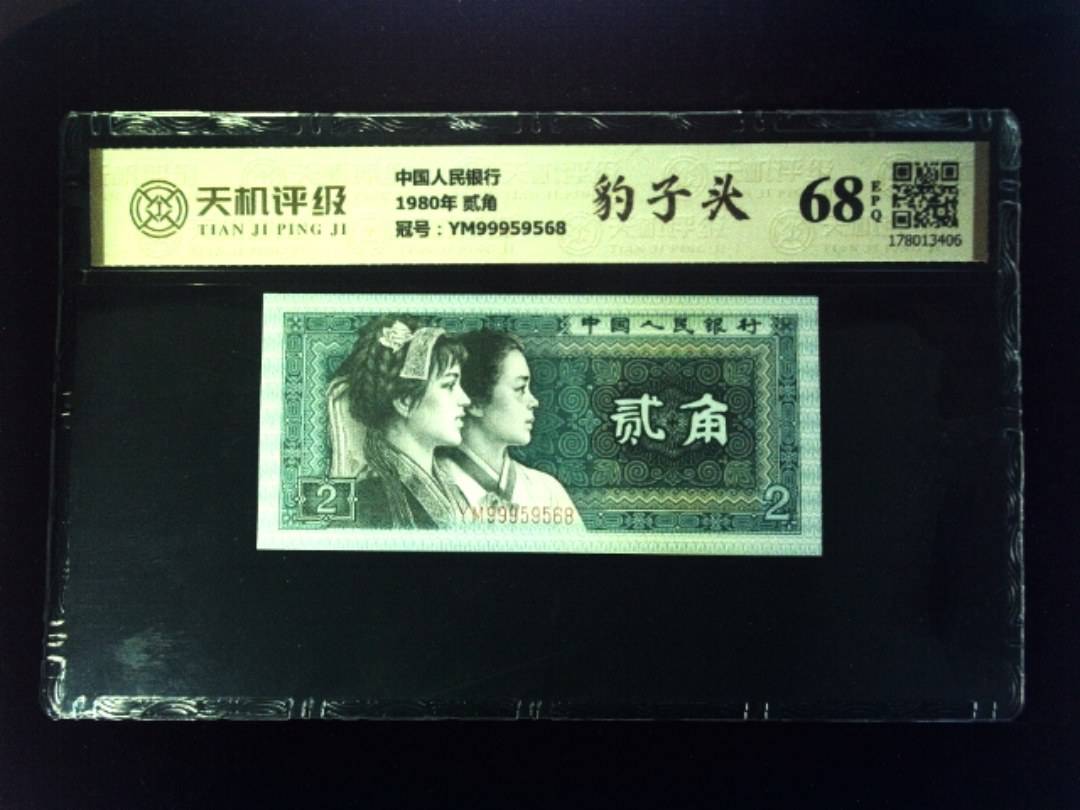 天机评级
TIAN JI PING JI
中国人民银行
1980年 贰角
冠号：YM99959568
豹子头
68
EPQ
178013406
中国人民银行
贰角
2
YM99959568
2